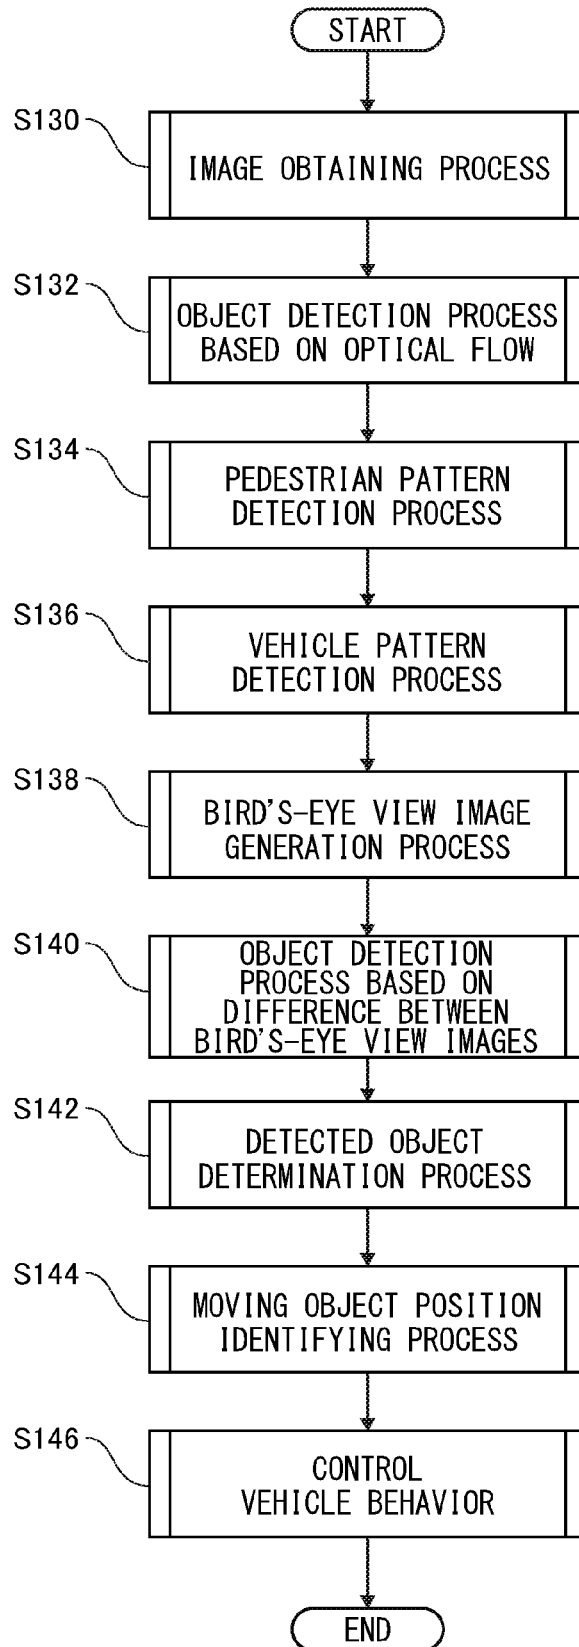 START
S130
IMAGE OBTAINING PROCESS
S132
OBJECT DETECTION PROCESS
BASED ON OPTICAL FLOW
S134
PEDESTRIAN PATTERN
DETECTION PROCESS
S136
VEHICLE PATTERN
DETECTION PROCESS
S138
BIRD'S-EYE VIEW IMAGE
GENERATION PROCESS
S140
OBJECT DETECTION
PROCESS BASED ON
DIFFERENCE BETWEEN
BIRD'S-EYE VIEW IMAGES
S142
DETECTED OBJECT
DETERMINATION PROCESS
S144
MOVING OBJECT POSITION
IDENTIFYING PROCESS
S146
CONTROL
VEHICLE BEHAVIOR
END